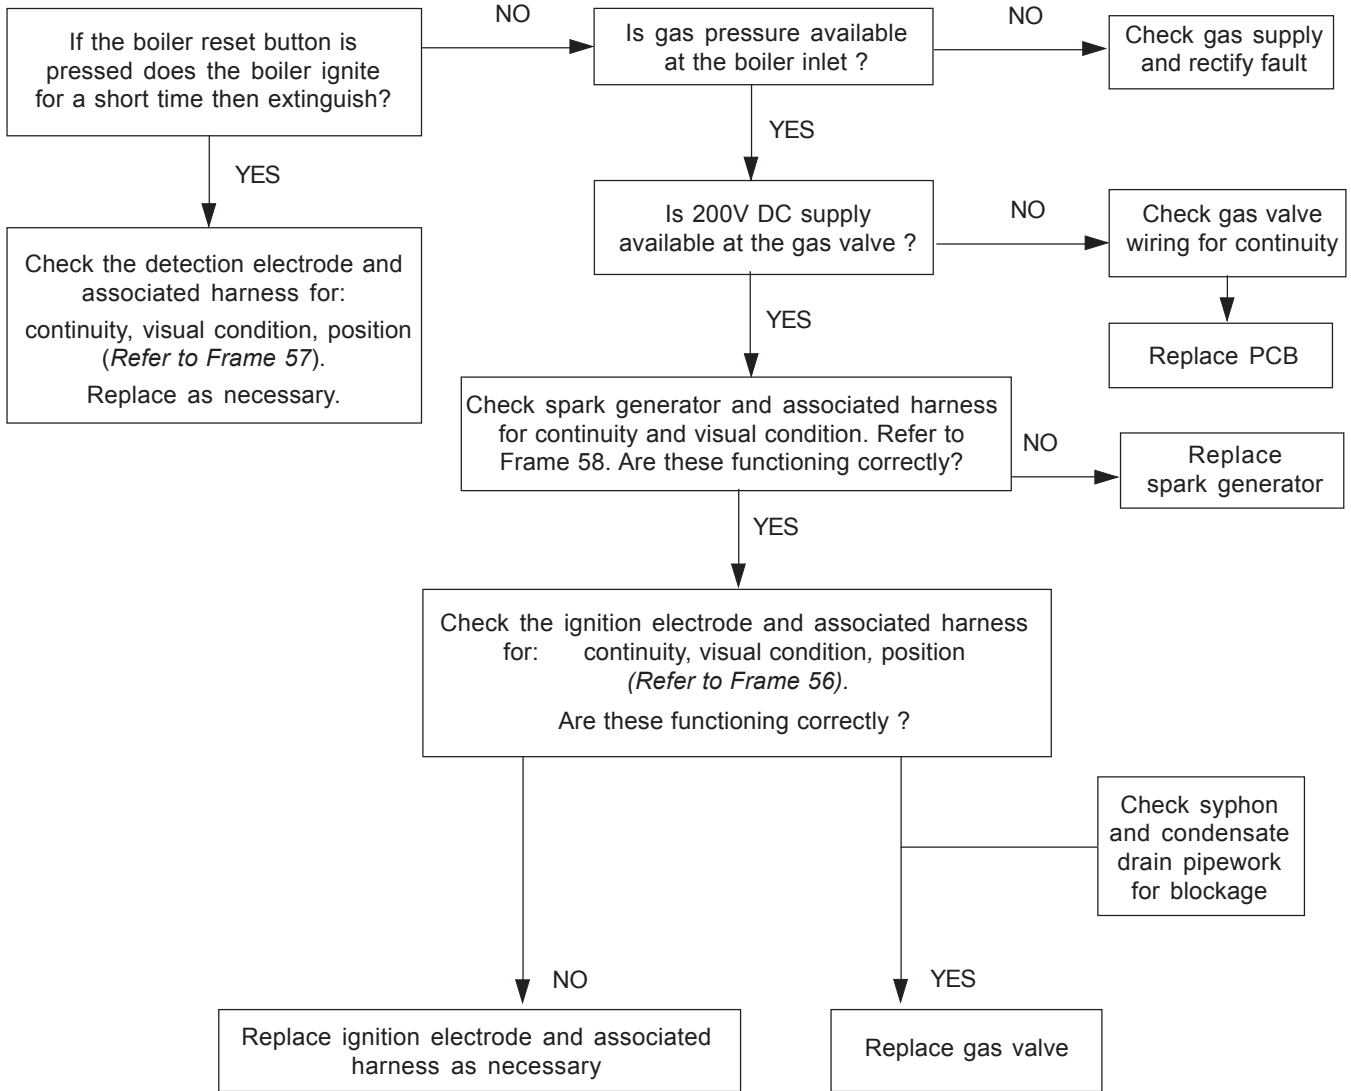 If the boiler reset button is
pressed does the boiler ignite
for a short time then extinguish?
NO
Is gas pressure available
at the boiler inlet ?
NO
Check gas supply
and rectify fault
YES
YES
Check the detection electrode and
associated harness for:
continuity, visual condition, position
(Refer to Frame 57).
Replace as necessary.
Is 200V DC supply
available at the gas valve ?
NO
Check gas valve
wiring for continuity
Replace PCB
YES
Check spark generator and associated harness
for continuity and visual condition. Refer to
Frame 58. Are these functioning correctly?
NO
Replace
spark generator
YES
Check the ignition electrode and associated harness
for: continuity, visual condition, position
(Refer to Frame 56).
Are these functioning correctly ?
Check syphon
and condensate
drain pipework
for blockage
NO
YES
Replace ignition electrode and associated
harness as necessary
Replace gas valve